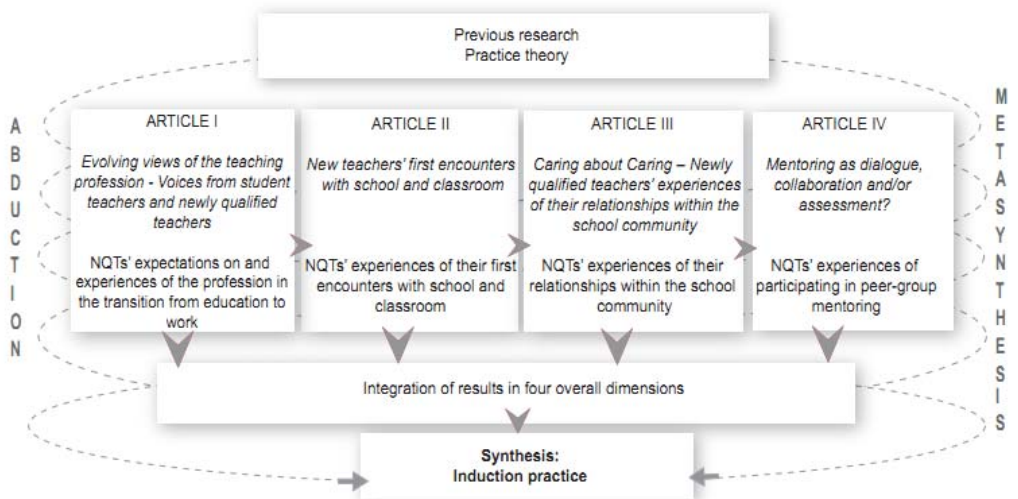 Previous research
Practice theory
ABDUCTION
ARTICLE I
Evolving views of the teaching
profession - Voices from student
teachers and newly qualified
teachers
NQTs' expectations on and
experiences of the profession in
the transition from education to
work
ARTICLE II
New teachers' first encounters
with school and classroom
NQTs' experiences of their first
encounters with school and
classroom
ARTICLE III
Caring about Caring – Newly
qualified teachers' experiences
of their relationships within the
school community
NQTs' experiences of their
relationships within the school
community
ARTICLE IV
Mentoring as dialogue,
collaboration and/or
assessment?
NQTs' experiences of
participating in peer-group
mentoring
METASYNTHESIS
Integration of results in four overall dimensions
Synthesis:
Induction practice